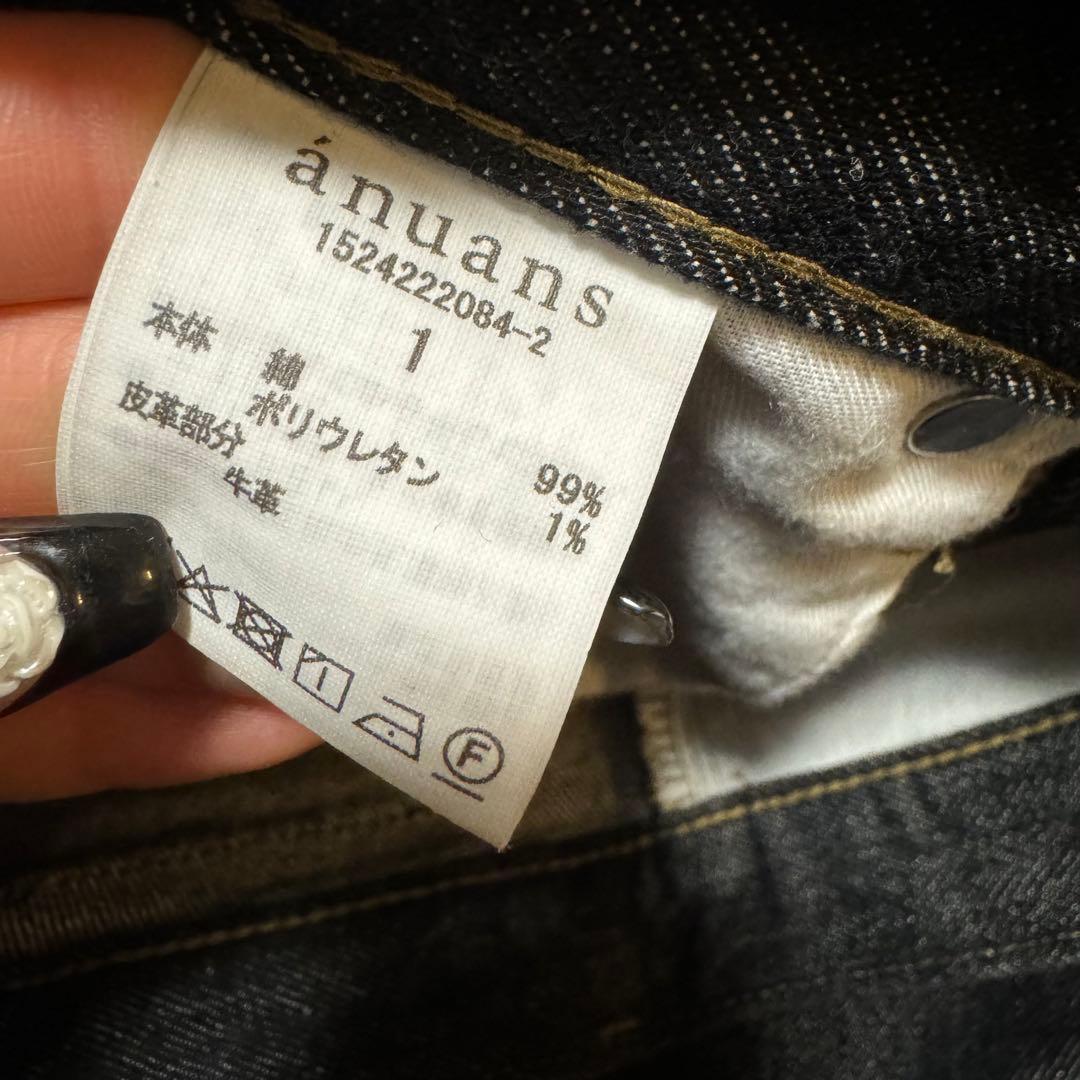 ánuans
1524222084-2
1
本体 綿 99%
ポリウレタン 1%
皮革部分
牛革
F